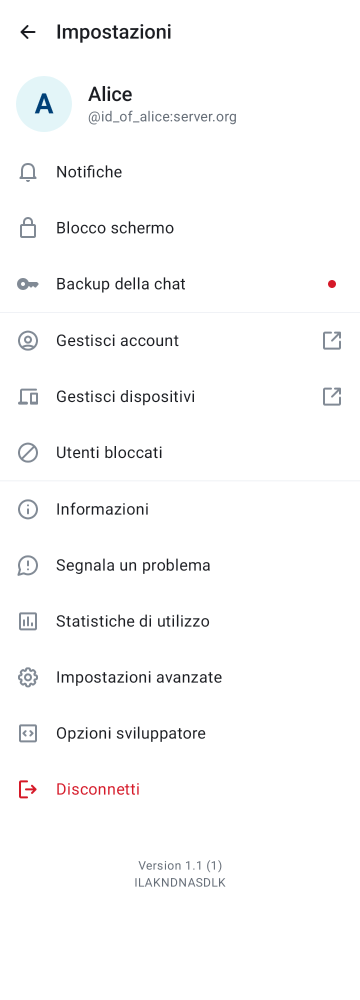 Impostazioni
A
Alice
@id_of_alice:server.org
Notifiche
Blocco schermo
Backup della chat
Gestisci account
Gestisci dispositivi
Utenti bloccati
Informazioni
Segnala un problema
Statistiche di utilizzo
Impostazioni avanzate
Opzioni sviluppatore
Disconnetti
Version 1.1 (1)
ILAKNDNASDLK